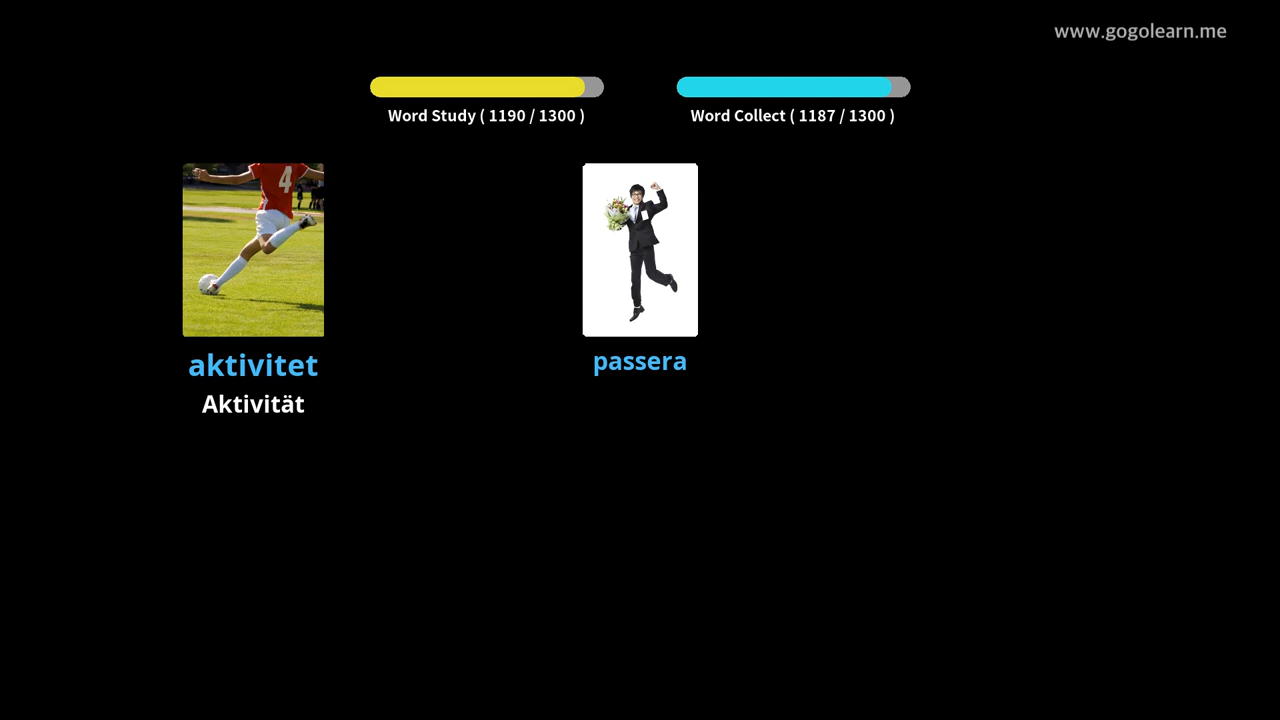 www.gogolearn.me
Word Study ( 1190 / 1300 )
Word Collect ( 1187 / 1300 )
4
aktivitet
Aktivität
passera